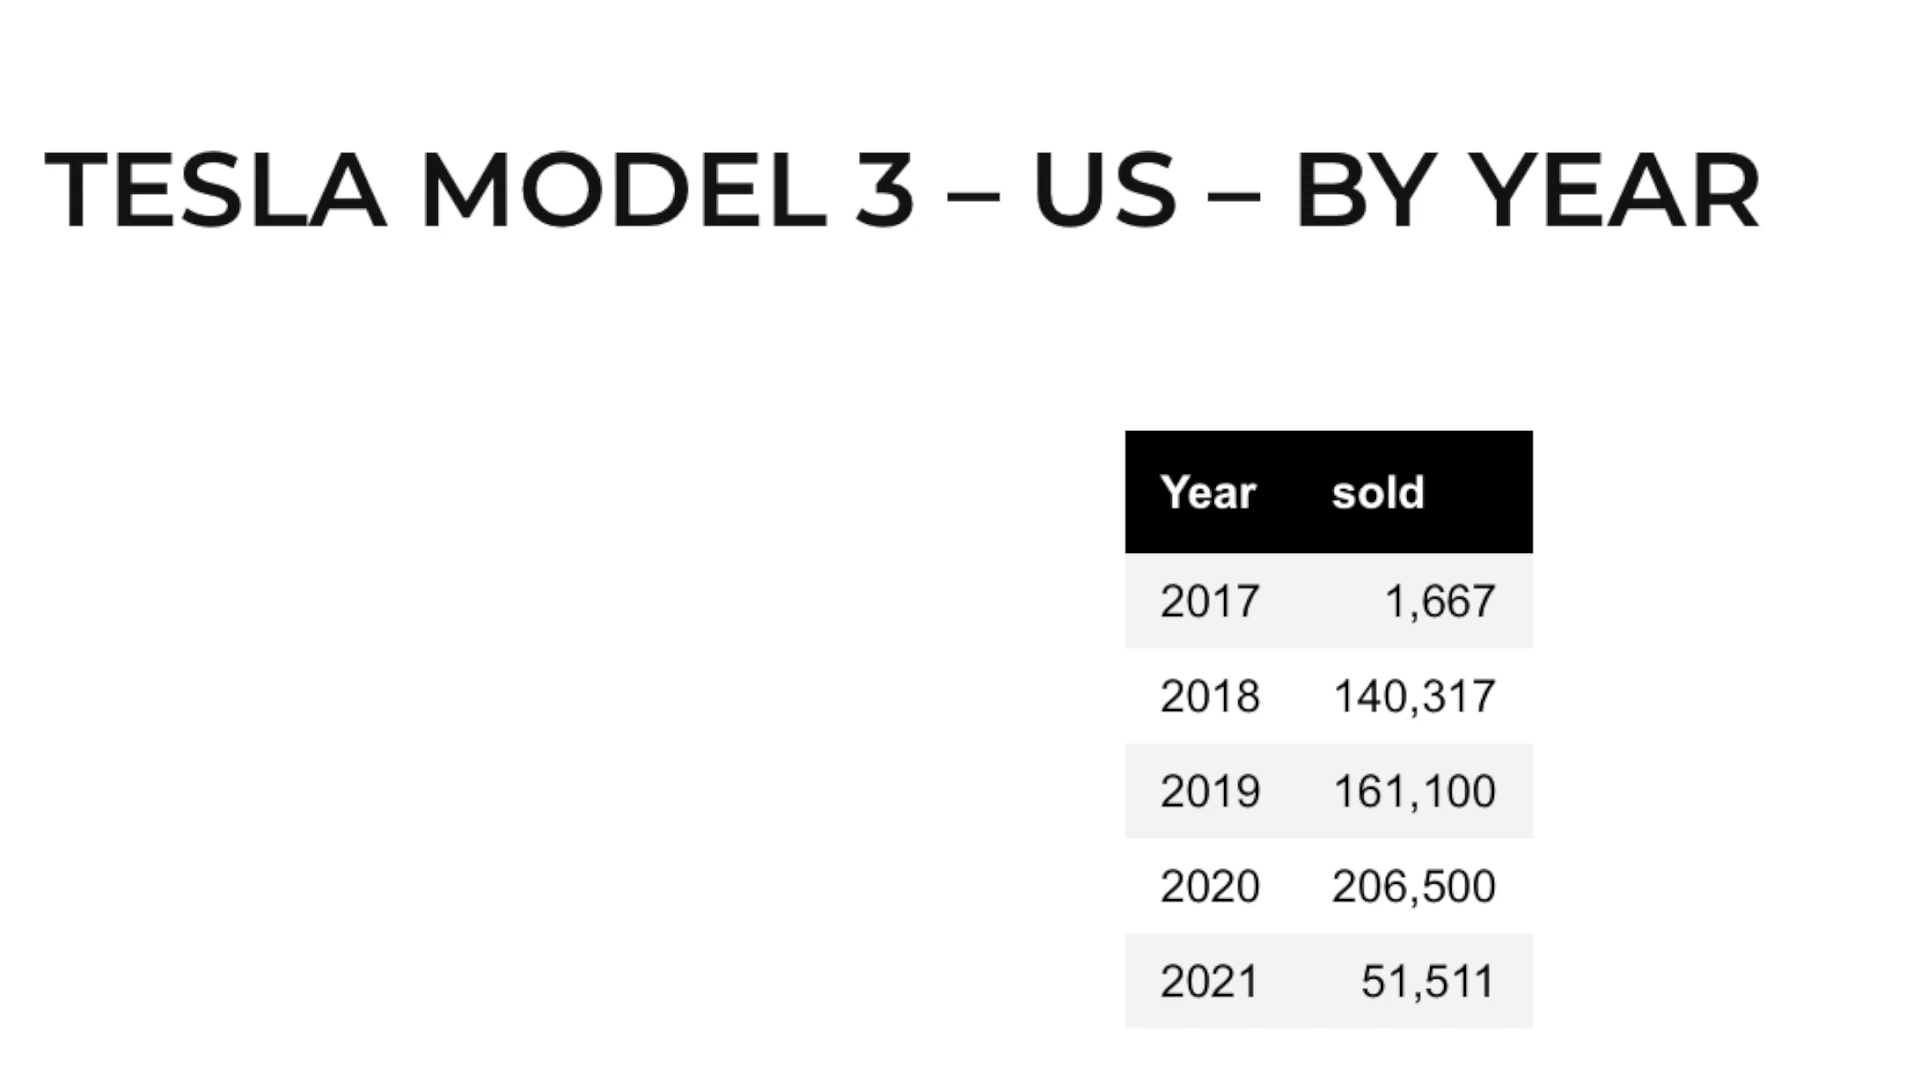 TESLA MODEL 3 – US – BY YEAR
Year sold
2017 1,667
2018 140,317
2019 161,100
2020 206,500
2021 51,511